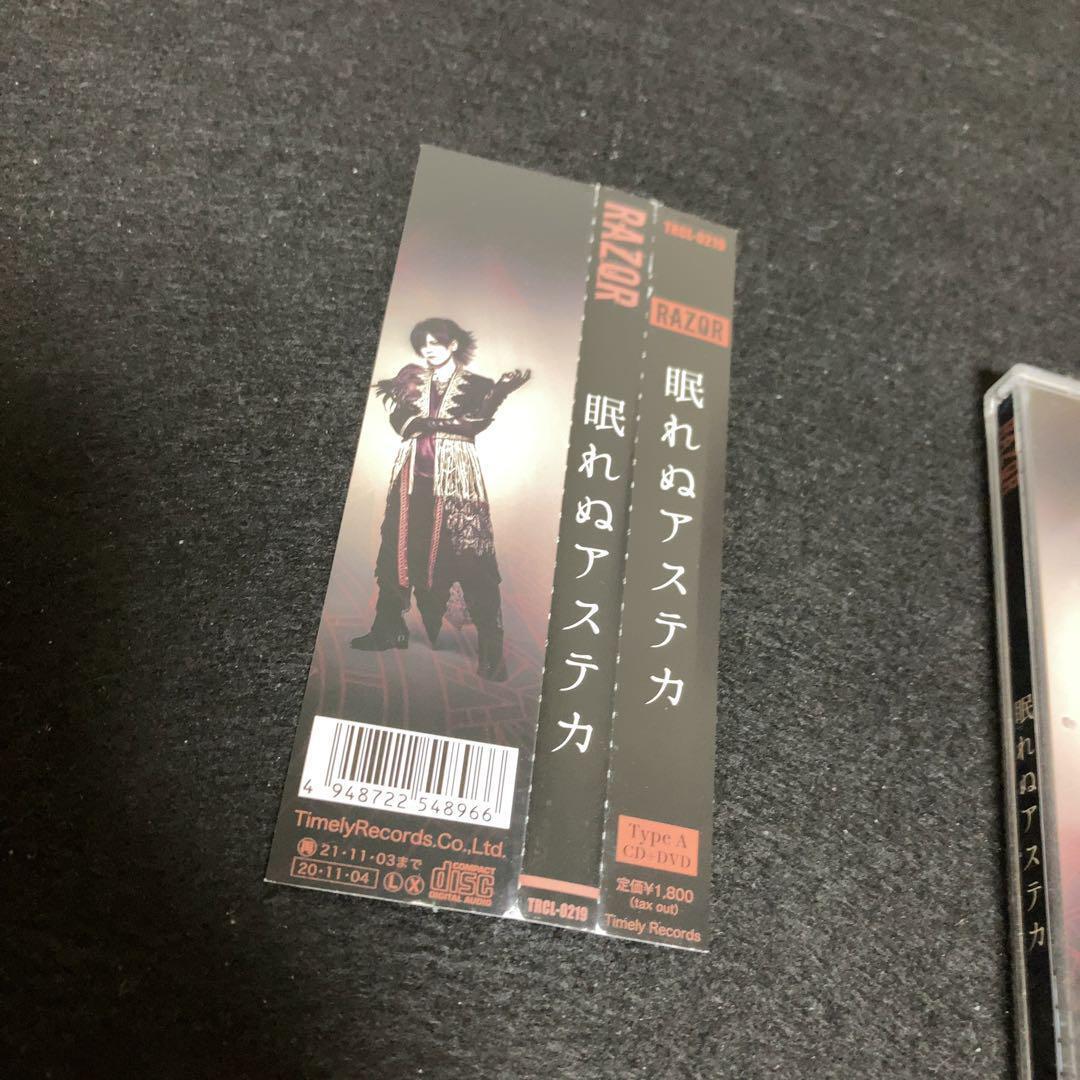 RAZOR
眠れぬアステカ
TRCL-0219
TRCL-0219
RAZOR
眠れぬアステカ
Type A
CD+DVD
定価¥1,800
(tax out)
Timely Records
4 948722 548966
TimelyRecords.Co.,Ltd.
再 21・11・03まで
20・11・04 L X
COMPACT
disc
DIGITAL AUDIO
RAZOR
眠れぬアステカ